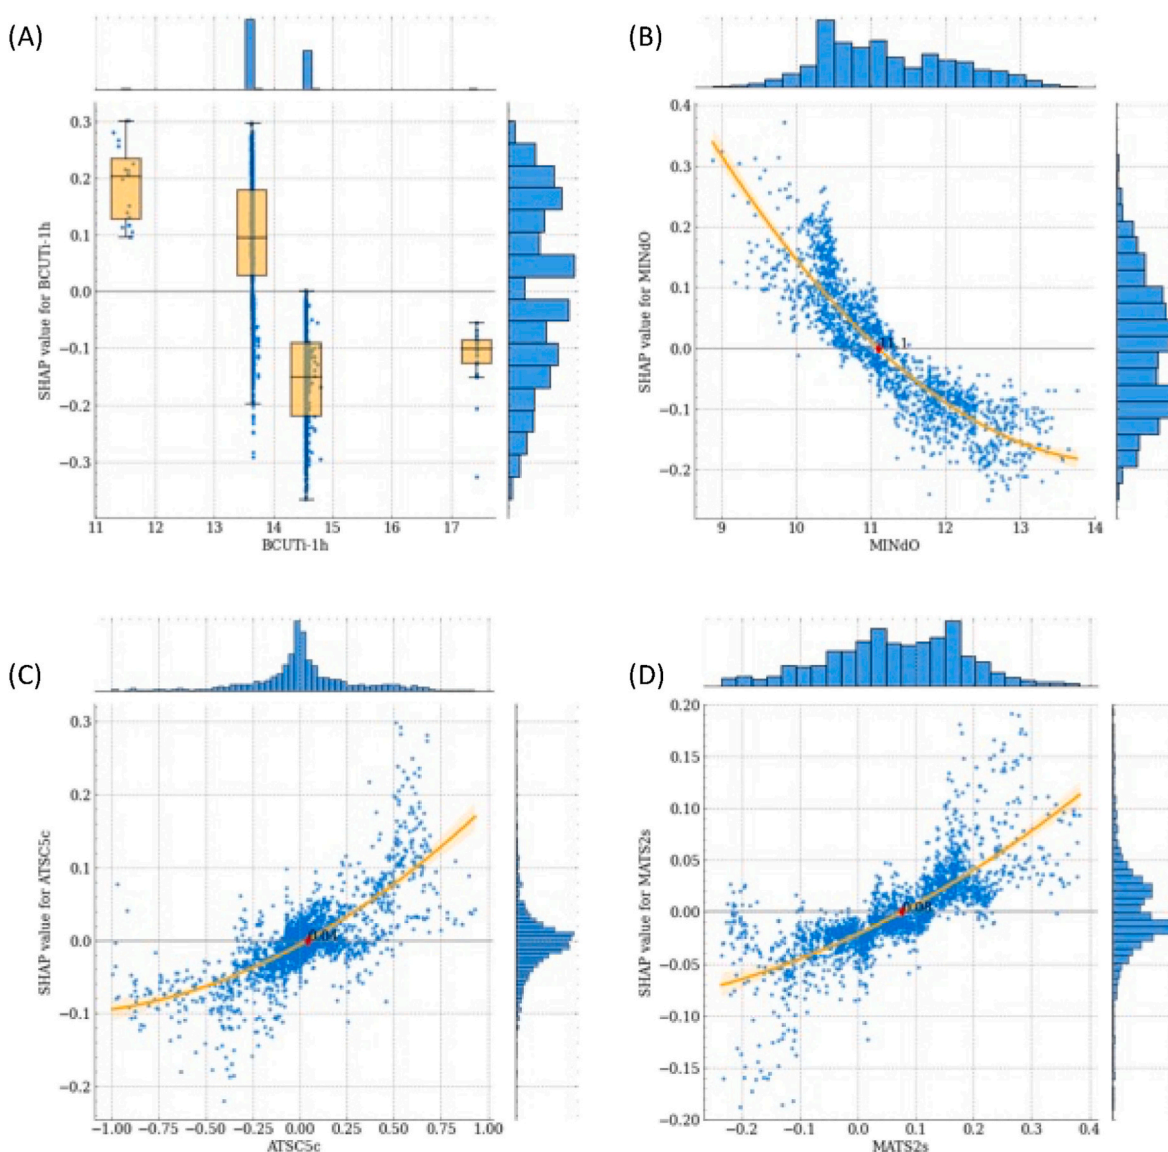 (A)
0.3
0.2
0.1
0.0
−0.1
−0.2
−0.3
SHAP value for BCUTi-1h
11 12 13 14 15 16 17
BCUTi-1h
(B)
0.4
0.3
0.2
0.1
0.0
−0.1
−0.2
SHAP value for MINdO
11.1
9 10 11 12 13 14
MINdO
(C)
0.3
0.2
0.1
0.0
−0.1
−0.2
SHAP value for ATSC5c
0.04
−1.00 −0.75 −0.50 −0.25 0.00 0.25 0.50 0.75 1.00
ATSC5c
(D)
0.20
0.15
0.10
0.05
0.00
−0.05
−0.10
−0.15
−0.20
SHAP value for MATS2s
0.08
−0.2 −0.1 0.0 0.1 0.2 0.3 0.4
MATS2s